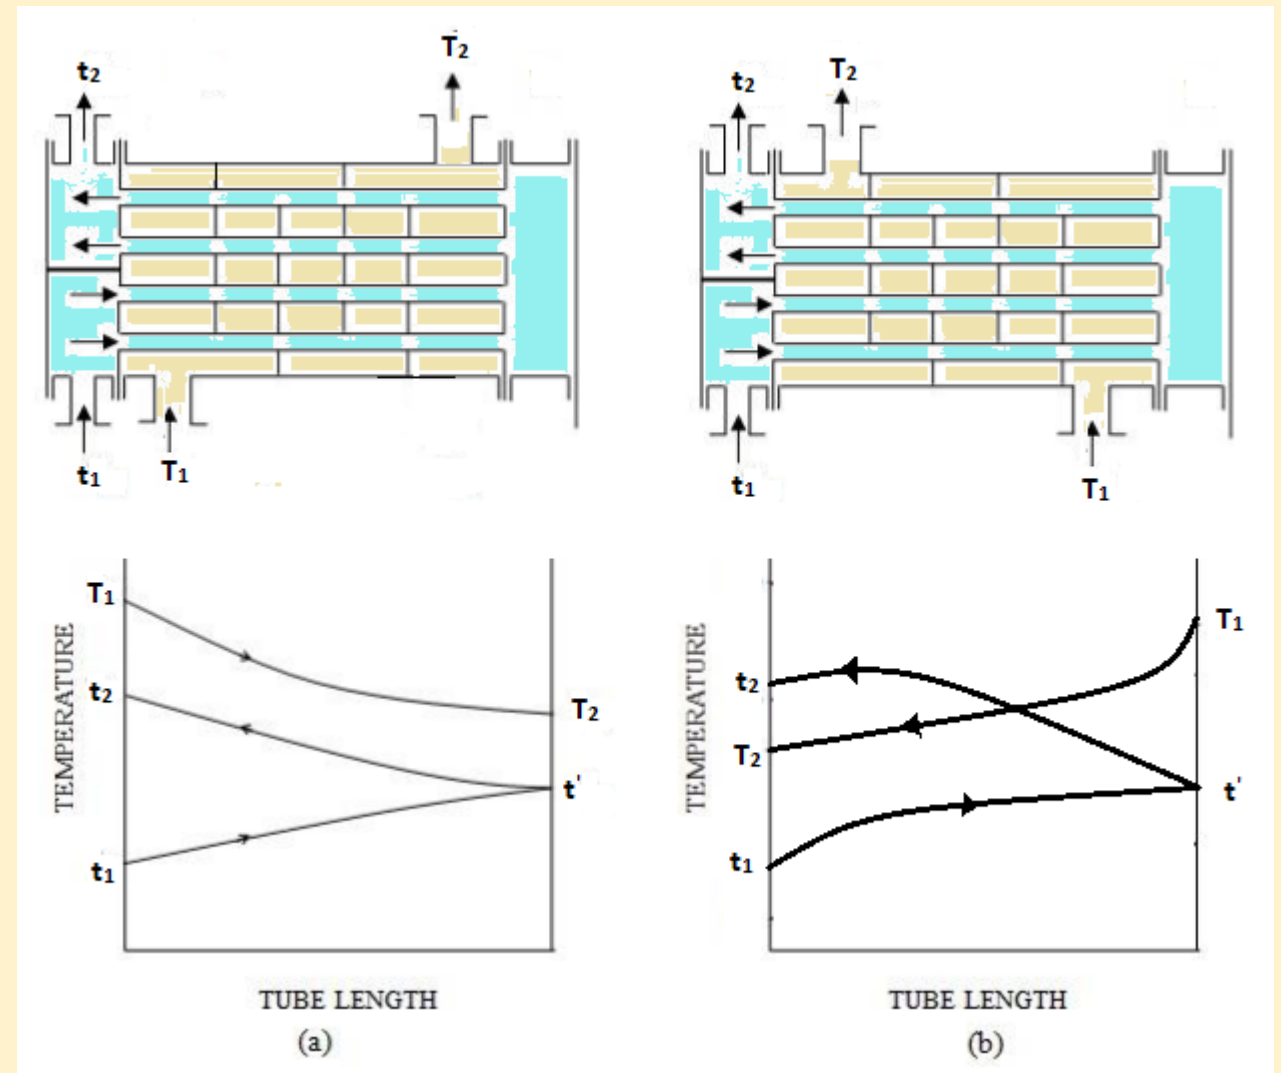 T₂
t₂
t₁
T₁
T₂
t₂
t₁
T₁
TEMPERATURE
T₁
t₂
t₁
T₂
t'
TUBE LENGTH
(a)
TEMPERATURE
t₂
T₂
t₁
T₁
t'
TUBE LENGTH
(b)